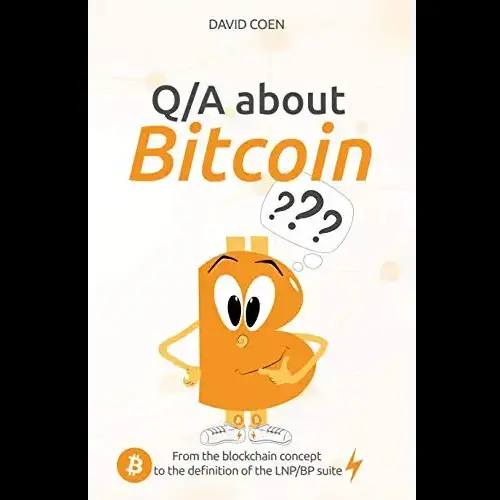 DAVID COEN
Q/A about
Bitcoin
???
From the blockchain concept
to the definition of the LNP/BP suite